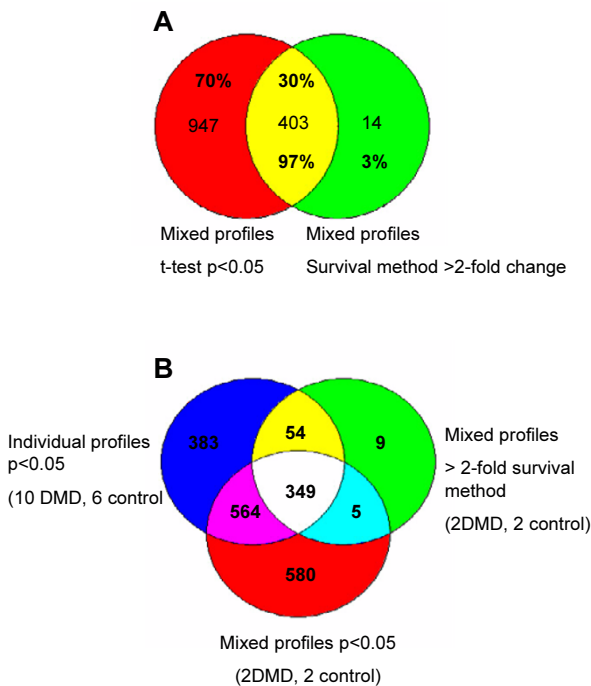 A
70% 30%
947 403 14
97% 3%
Mixed profiles Mixed profiles
t-test p<0.05 Survival method >2-fold change
B
383 54 9
Individual profiles
p<0.05
(10 DMD, 6 control
Mixed profiles
> 2-fold survival
method
(2DMD, 2 control)
349
564 5
580
Mixed profiles p<0.05
(2DMD, 2 control)